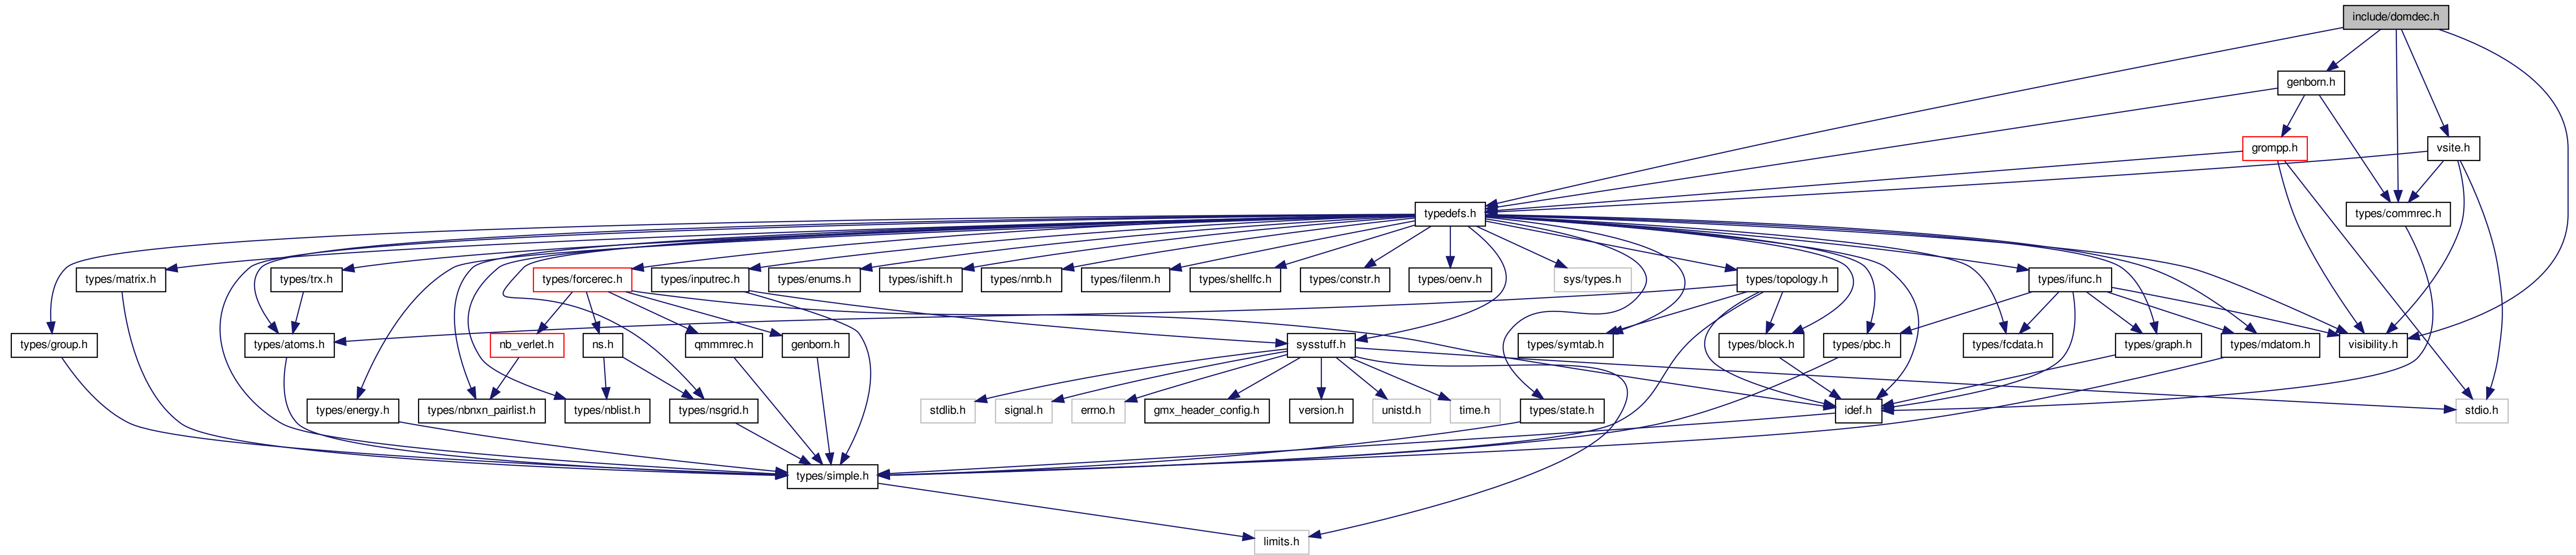 include/domdec.h
genborn.h
grompp.h
vsite.h
typedefs.h
types/commrec.h
types/matrix.h
types/trx.h
types/forcerec.h
types/inputrec.h
types/enums.h
types/ishift.h
types/nrnb.h
types/filenm.h
types/shellfc.h
types/constr.h
types/oenv.h
sys/types.h
types/topology.h
types/ifunc.h
types/group.h
types/atoms.h
nb_verlet.h
ns.h
qmmmrec.h
genborn.h
sysstuff.h
types/symtab.h
types/block.h
types/pbc.h
types/fcdata.h
types/graph.h
types/mdatom.h
visibility.h
types/energy.h
types/nbnxn_pairlist.h
types/nblist.h
types/nsgrid.h
stdlib.h
signal.h
errno.h
gmx_header_config.h
version.h
unistd.h
time.h
types/state.h
idef.h
stdio.h
types/simple.h
limits.h